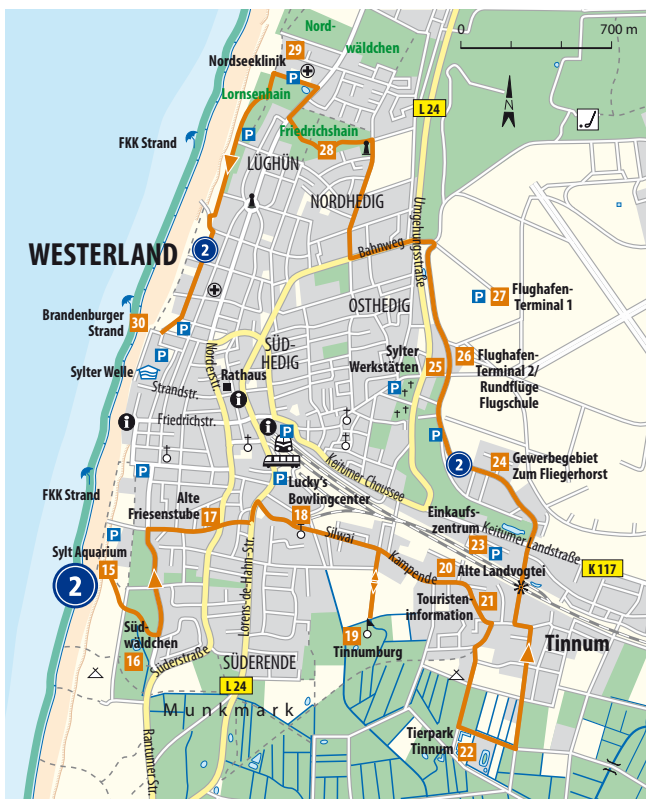 Nord-
wäldchen
29
Nordseeklinik
P
Lornsenhain
0
700 m
N
L 24
Friedrichshain
28
FKK Strand
P
LÜGHÜN
NORDHEDIG
Umgehungsstraße
WESTERLAND
2
Bahnweg
P
27
Flughafen-
Terminal 1
Brandenburger
Strand
30
P
OSTHEDIG
SÜD-
HEDIG
Norderstr.
Sylter
Werkstätten
25
26
Flughafen-
Terminal 2/
Rundflüge
Flugschule
P
Sylter Welle
Rathaus
P
Strandstr.
i
Friedrichstr.
i
i
P
P
Keitumer Chaussee
2
24
Gewerbegebiet
Zum Fliegerhorst
P
FKK Strand
P
Lucky's
Bowlingcenter
Alte
Friesenstube
17
18
Einkaufs-
zentrum
23
P
Keitumer Landstraße
P
Sylt Aquarium
15
Silwai
Kampende
20
Alte Landvogtei
K 117
2
Lorens-de-Hahn-Str.
Touristen-
information
21
Süd-
wäldchen
16
19
Tinnumburg
Tinnum
Süderstraße
SÜDERENDE
L 24
Munkmark
Rantumer Str.
Tierpark
Tinnum
22